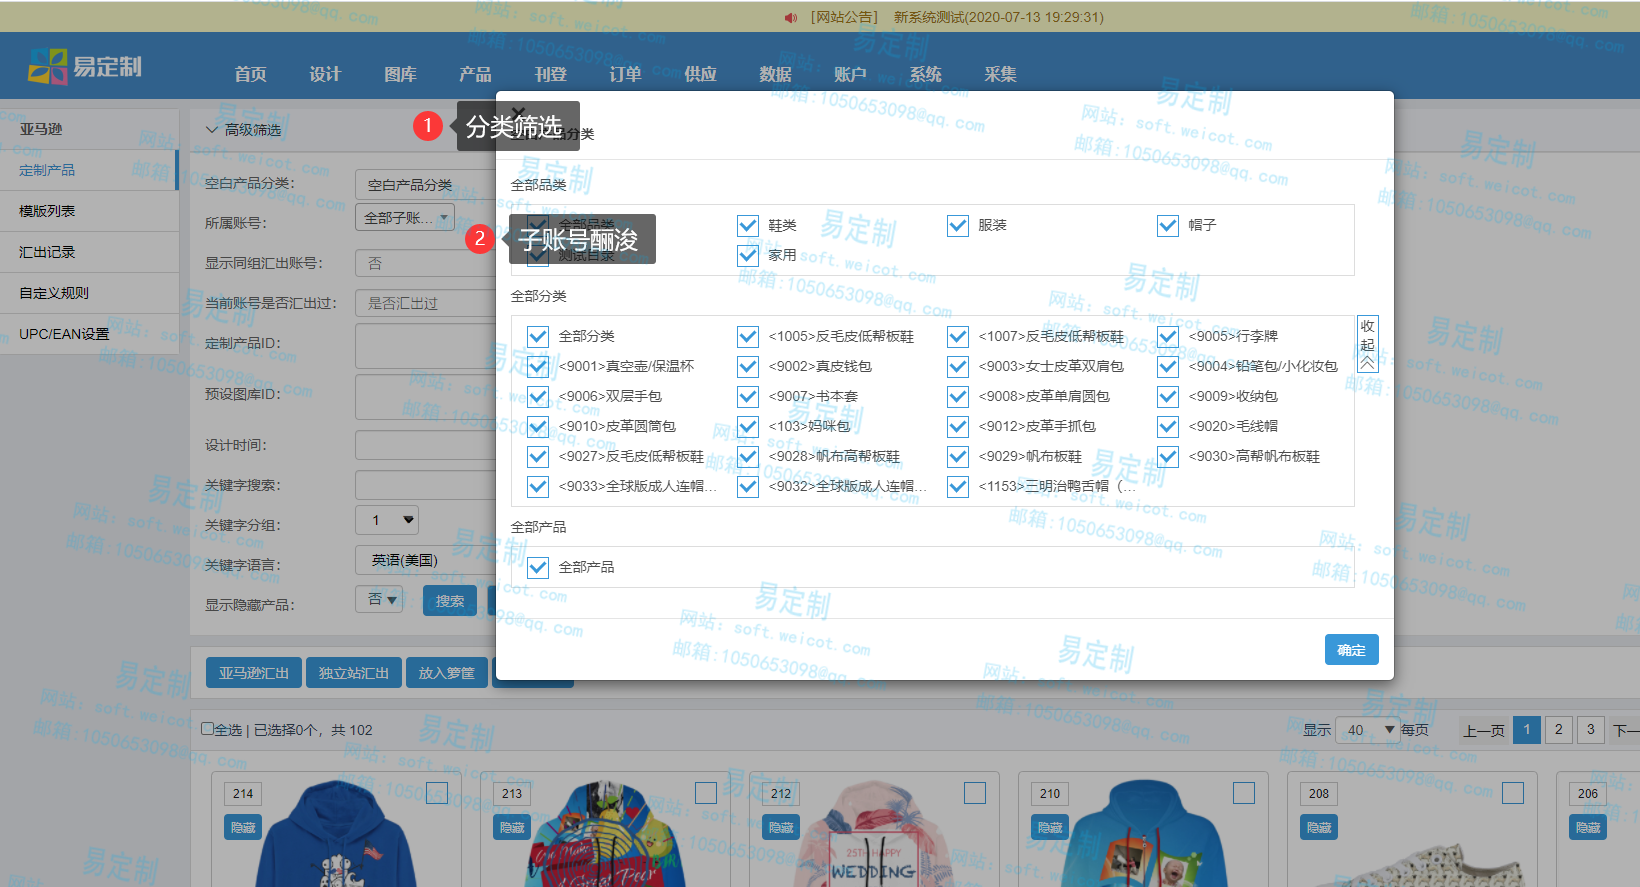 [网站公告] 新系统测试(2020-07-13 19:29:31)
易定制
首页 设计 图库 产品 刊登 订单 供应 数据 账户 系统 采集
亚马逊
定制产品
模版列表
汇出记录
自定义规则
UPC/EAN设置
高级筛选
空白产品分类: 空白产品分类
所属账号: 全部子账...
显示同组汇出账号: 否
当前账号是否汇出过: 是否汇出过
定制产品ID:
预设图库ID:
设计时间:
关键字搜索:
关键字分组: 1
关键字语言: 英语(美国)
显示隐藏产品: 否 搜索
1 分类筛选
2 子账号酾浚
品分类
全部品类
全部品类 鞋类 服装 帽子
测试目录 家用
全部分类
全部分类 <1005>反毛皮低帮板鞋 <1007>反毛皮低帮板鞋 <9005>行李牌
<9001>真空壶/保温杯 <9002>真皮钱包 <9003>女士皮革双肩包 <9004>铅笔包/小化妆包
<9006>双层手包 <9007>书本套 <9008>皮革单肩圆包 <9009>收纳包
<9010>皮革圆筒包 <103>妈咪包 <9012>皮革手抓包 <9020>毛线帽
<9027>反毛皮低帮板鞋 <9028>帆布高帮板鞋 <9029>帆布板鞋 <9030>高帮帆布板鞋
<9033>全球版成人连帽... <9032>全球版成人连帽... <1153>三明治鸭舌帽（...
收起
全部产品
全部产品
确定
亚马逊汇出 独立站汇出 放入箩筐
全选 | 已选择0个，共 102
显示 40 每页 上一页 1 2 3 下一
214 213 212 210 208 206
隐藏 隐藏 隐藏 隐藏 隐藏 隐藏
25TH HAPPY
WEDDING
A Great Pear
易定制
网站: soft.weicot.com
邮箱:1050653098@qq.com